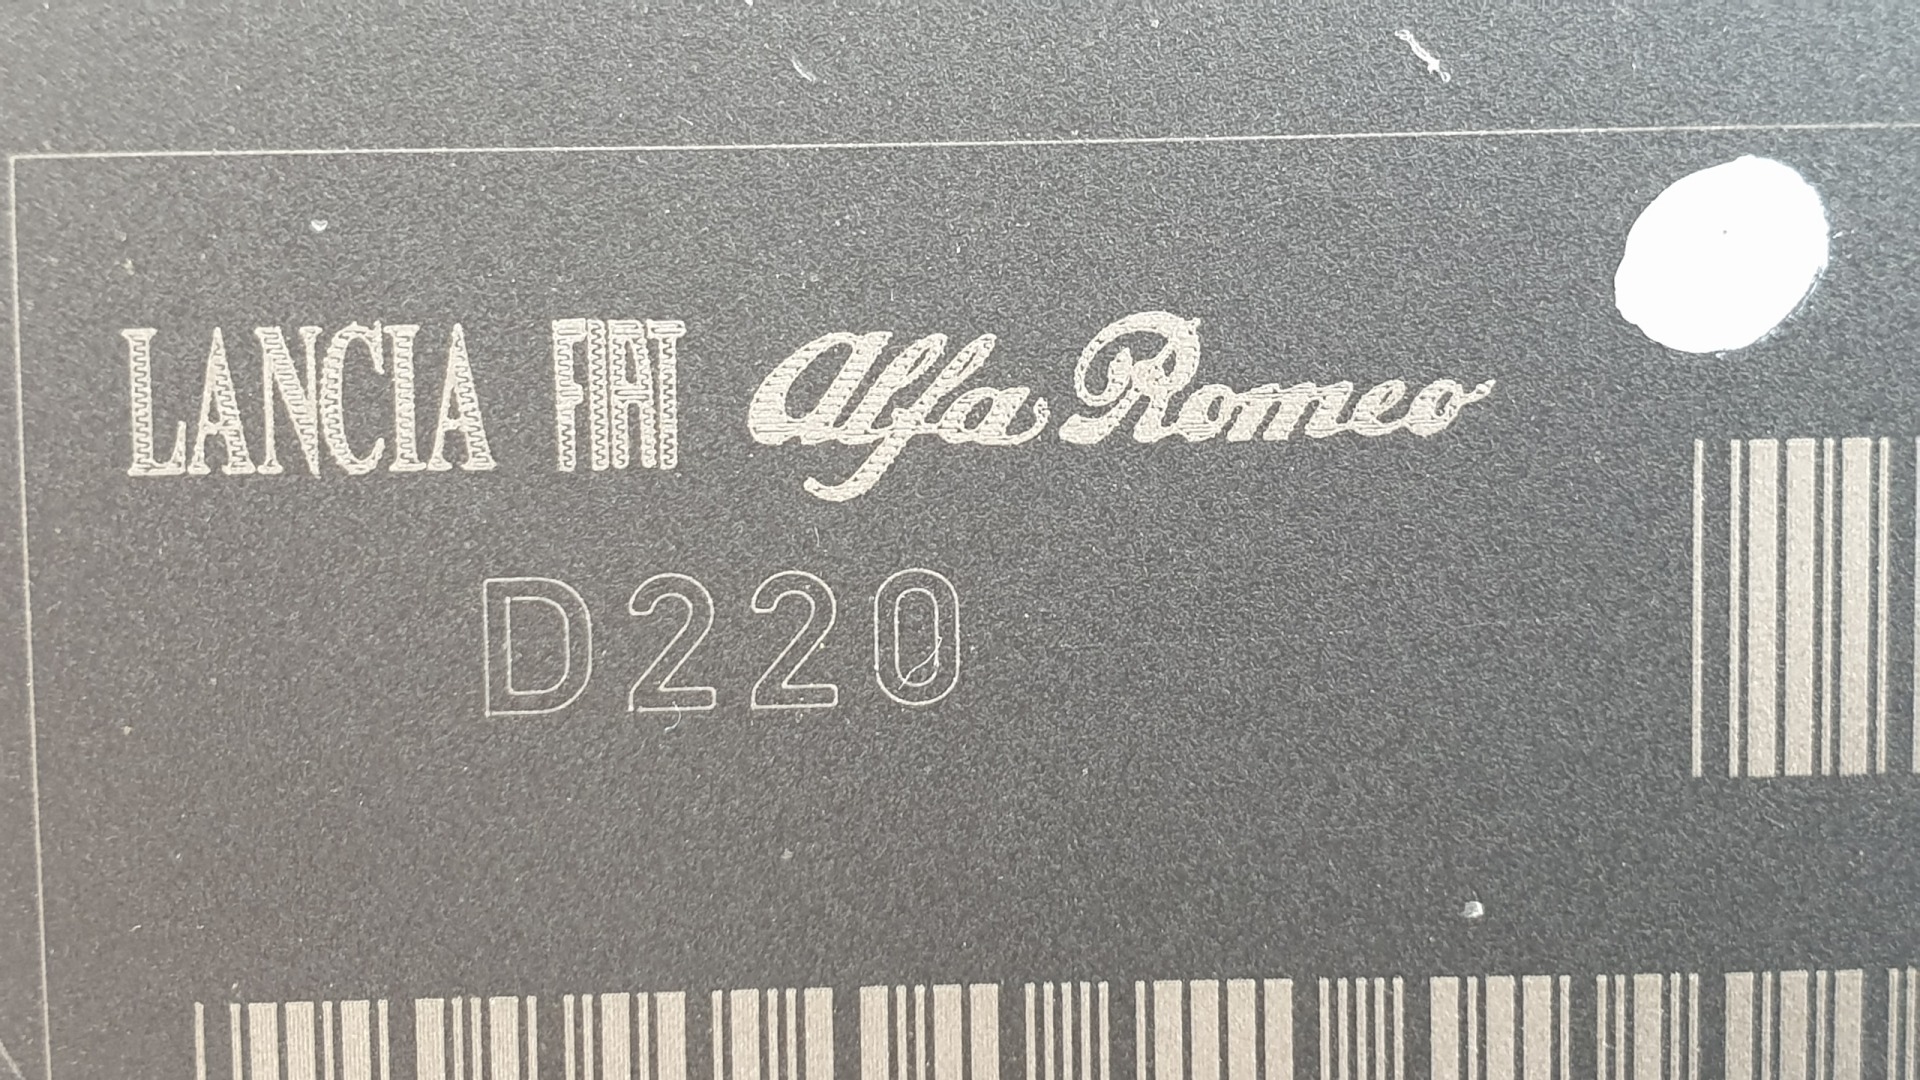 LANCIA FIAT Alfa Romeo
D220